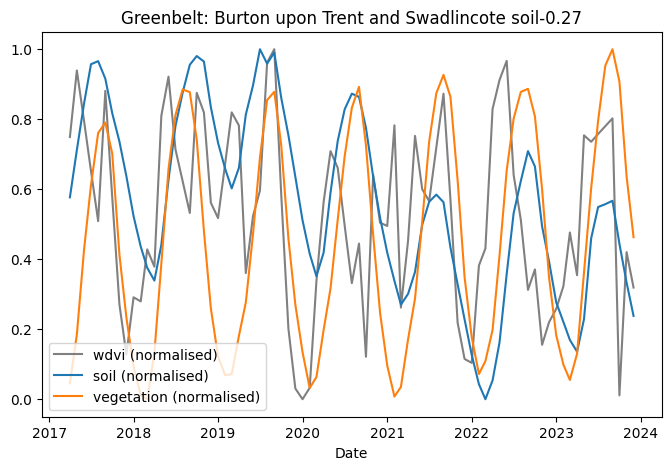 Greenbelt: Burton upon Trent and Swadlincote soil-0.27
1.0
0.8
0.6
0.4
0.2
0.0
wdvi (normalised)
soil (normalised)
vegetation (normalised)
2017 2018 2019 2020 2021 2022 2023 2024
Date